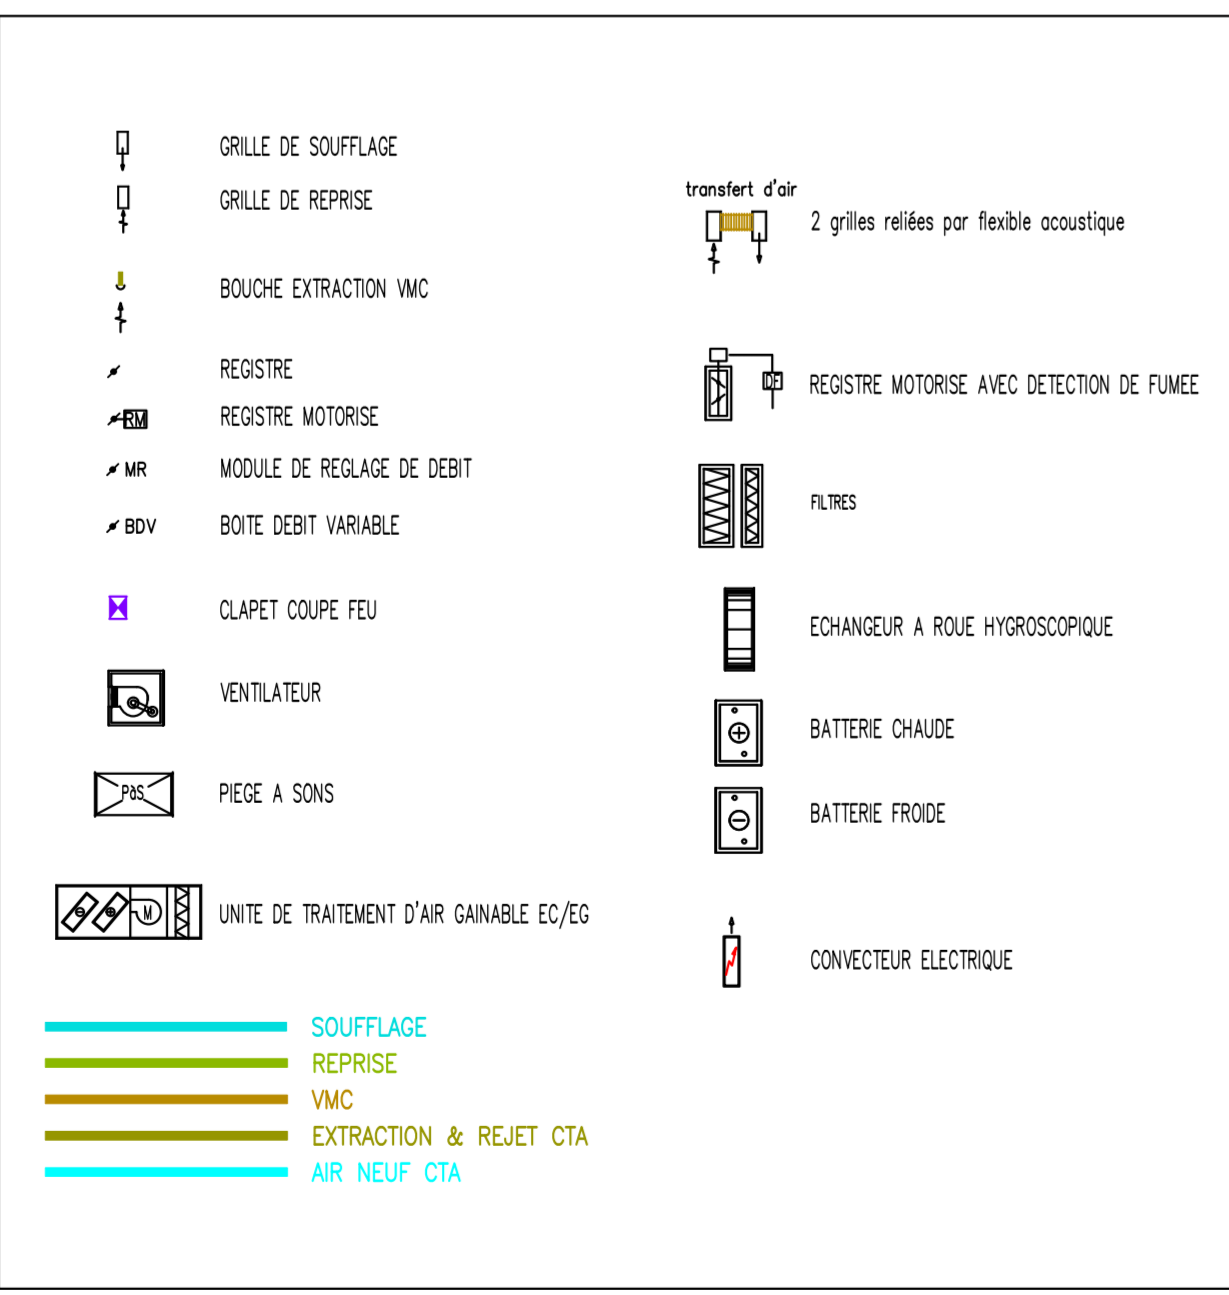 GRILLE DE SOUFFLAGE
GRILLE DE REPRISE
BOUCHE EXTRACTION VMC
REGISTRE
RM REGISTRE MOTORISE
MR MODULE DE REGLAGE DE DEBIT
BDV BOITE DEBIT VARIABLE
CLAPET COUPE FEU
VENTILATEUR
PàS PIEGE A SONS
M UNITE DE TRAITEMENT D'AIR GAINABLE EC/EG
SOUFFLAGE
REPRISE
VMC
EXTRACTION & REJET CTA
AIR NEUF CTA
transfert d'air
2 grilles reliées par flexible acoustique
DF REGISTRE MOTORISE AVEC DETECTION DE FUMEE
FILTRES
ECHANGEUR A ROUE HYGROSCOPIQUE
BATTERIE CHAUDE
BATTERIE FROIDE
CONVECTEUR ELECTRIQUE